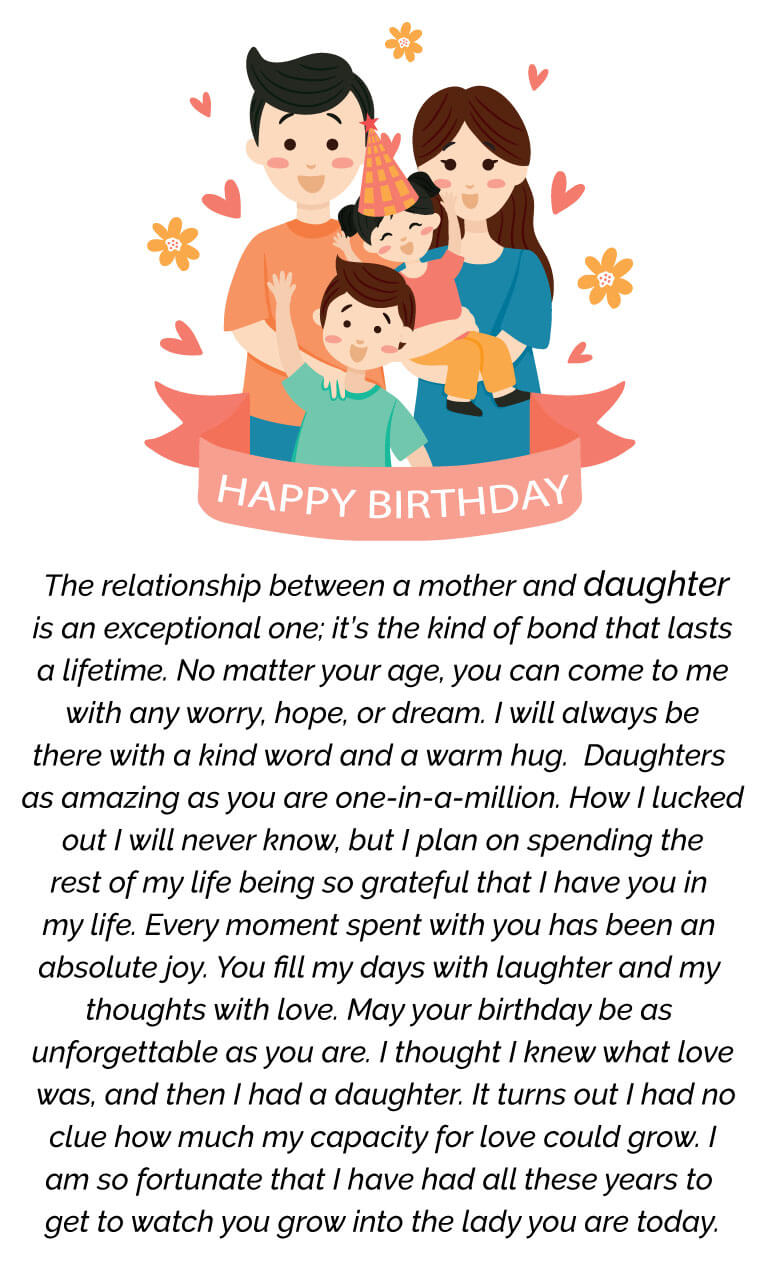 HAPPY BIRTHDAY
The relationship between a mother and daughter
is an exceptional one; it’s the kind of bond that lasts
a lifetime. No matter your age, you can come to me
with any worry, hope, or dream. I will always be
there with a kind word and a warm hug.  Daughters
as amazing as you are one-in-a-million. How I lucked
out I will never know, but I plan on spending the
rest of my life being so grateful that I have you in
my life. Every moment spent with you has been an
absolute joy. You fill my days with laughter and my
thoughts with love. May your birthday be as
unforgettable as you are. I thought I knew what love
was, and then I had a daughter. It turns out I had no
clue how much my capacity for love could grow. I
am so fortunate that I have had all these years to
get to watch you grow into the lady you are today.